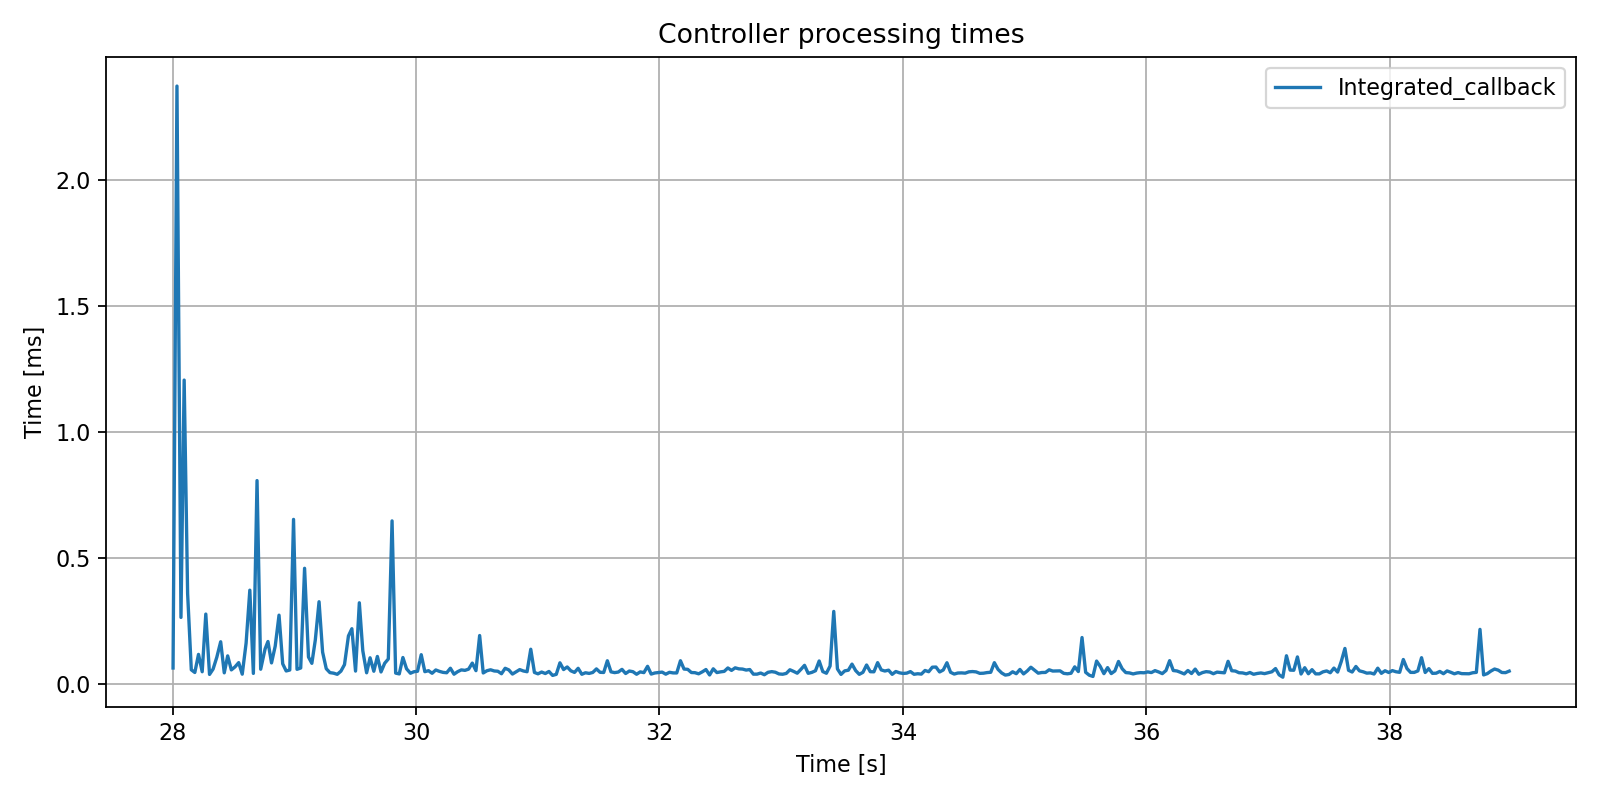 Controller processing times
Integrated_callback
Time [ms]
2.0
1.5
1.0
0.5
0.0
28 30 32 34 36 38
Time [s]